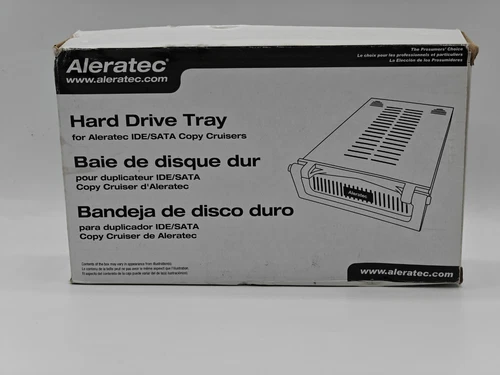 Aleratec®
www.aleratec.com
The Prosumers' Choice
Le choix pour les professionnels et particuliers
La Elección de los Prosumidores
Hard Drive Tray
for Aleratec IDE/SATA Copy Cruisers
Baie de disque dur
pour duplicateur IDE/SATA
Copy Cruiser d'Aleratec
Bandeja de disco duro
para duplicador IDE/SATA
Copy Cruiser de Aleratec
Aleratec
Contents of the box may vary in appearance from illustration(s).
www.aleratec.com